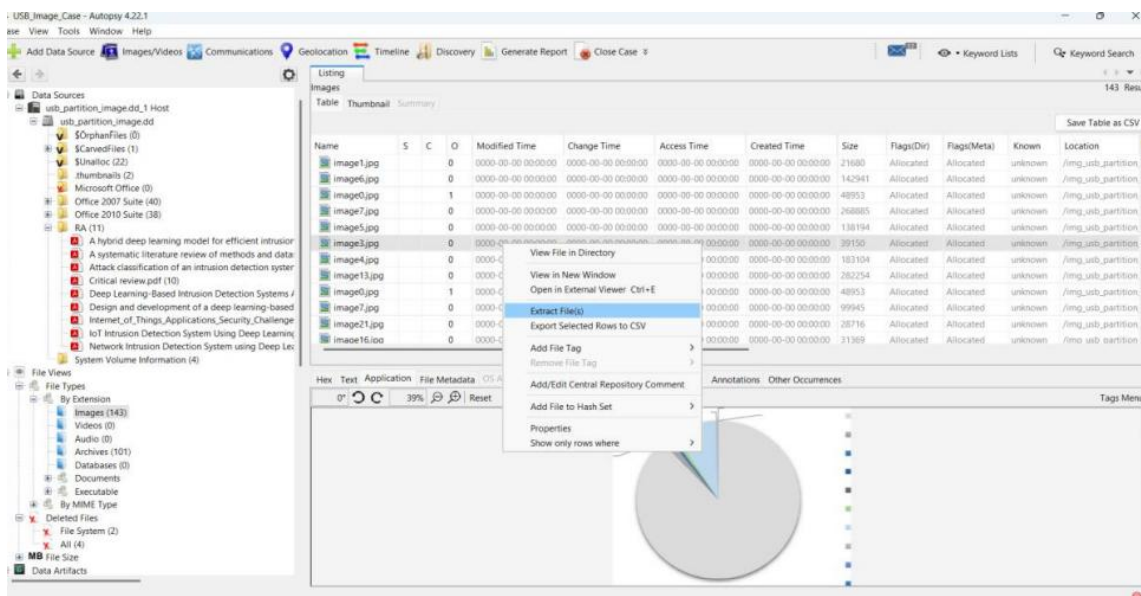 USB_Image_Case - Autopsy 4.22.1
ase View Tools Window Help
Add Data Source Images/Videos Communications Geolocation Timeline Discovery Generate Report Close Case Keyword Lists Keyword Search
Listing
Images 143 Resu
Table Thumbnail Summary
Save Table as CSV
Name S C O Modified Time Change Time Access Time Created Time Size Flags(Dir) Flags(Meta) Known Location
image1.jpg 0 0000-00-00 00:00:00 0000-00-00 00:00:00 0000-00-00 00:00:00 0000-00-00 00:00:00 21680 Allocated Allocated unknown /img_usb_partition
image6.jpg 0 0000-00-00 00:00:00 0000-00-00 00:00:00 0000-00-00 00:00:00 0000-00-00 00:00:00 142941 Allocated Allocated unknown /img_usb_partition
image0.jpg 1 0000-00-00 00:00:00 0000-00-00 00:00:00 0000-00-00 00:00:00 0000-00-00 00:00:00 48953 Allocated Allocated unknown /img_usb_partition
image7.jpg 0 0000-00-00 00:00:00 0000-00-00 00:00:00 0000-00-00 00:00:00 0000-00-00 00:00:00 268885 Allocated Allocated unknown /img_usb_partition
image5.jpg 0 0000-00-00 00:00:00 0000-00-00 00:00:00 0000-00-00 00:00:00 0000-00-00 00:00:00 138194 Allocated Allocated unknown /img_usb_partition
image3.jpg 0 0000-00-00 00:00:00 39150 Allocated Allocated unknown /img_usb_partition
image4.jpg 0 0000-00-00 00:00:00 183104 Allocated Allocated unknown /img_usb_partition
image13.jpg 0 0000-00-00 00:00:00 282254 Allocated Allocated unknown /img_usb_partition
image0.jpg 1 0000-00-00 00:00:00 48953 Allocated Allocated unknown /img_usb_partition
image7.jpg 0 0000-00-00 00:00:00 99945 Allocated Allocated unknown /img_usb_partition
image21.jpg 0 0000-00-00 00:00:00 28716 Allocated Allocated unknown /img_usb_partition
image16.jpg 0 0000-00-00 00:00:00 31369 Allocated Allocated unknown /img_usb_partition
Data Sources
usb_partition_image.dd_1 Host
usb_partition_image.dd
$OrphanFiles (0)
$CarvedFiles (1)
$Unalloc (22)
.thumbnails (2)
Microsoft Office (0)
Office 2007 Suite (40)
Office 2010 Suite (38)
RA (11)
A hybrid deep learning model for efficient intrusion
A systematic literature review of methods and datas
Attack classification of an intrusion detection system
Critical review.pdf (10)
Deep Learning-Based Intrusion Detection Systems
Design and development of a deep learning-based
Internet_of_Things_Applications_Security_Challenge
IoT Intrusion Detection System Using Deep Learning
Network Intrusion Detection System using Deep Lea
System Volume Information (4)
File Views
File Types
By Extension
Images (143)
Videos (0)
Audio (0)
Archives (101)
Databases (0)
Documents
Executable
By MIME Type
Deleted Files
File System (2)
All (4)
MB File Size
Data Artifacts
View File in Directory
View in New Window
Open in External Viewer Ctrl+E
Extract File(s)
Export Selected Rows to CSV
Add File Tag
Remove File Tag
Add/Edit Central Repository Comment
Add File to Hash Set
Properties
Show only rows where
Hex Text Application File Metadata OS A Annotations Other Occurrences
0° 39% Reset Tags Menu